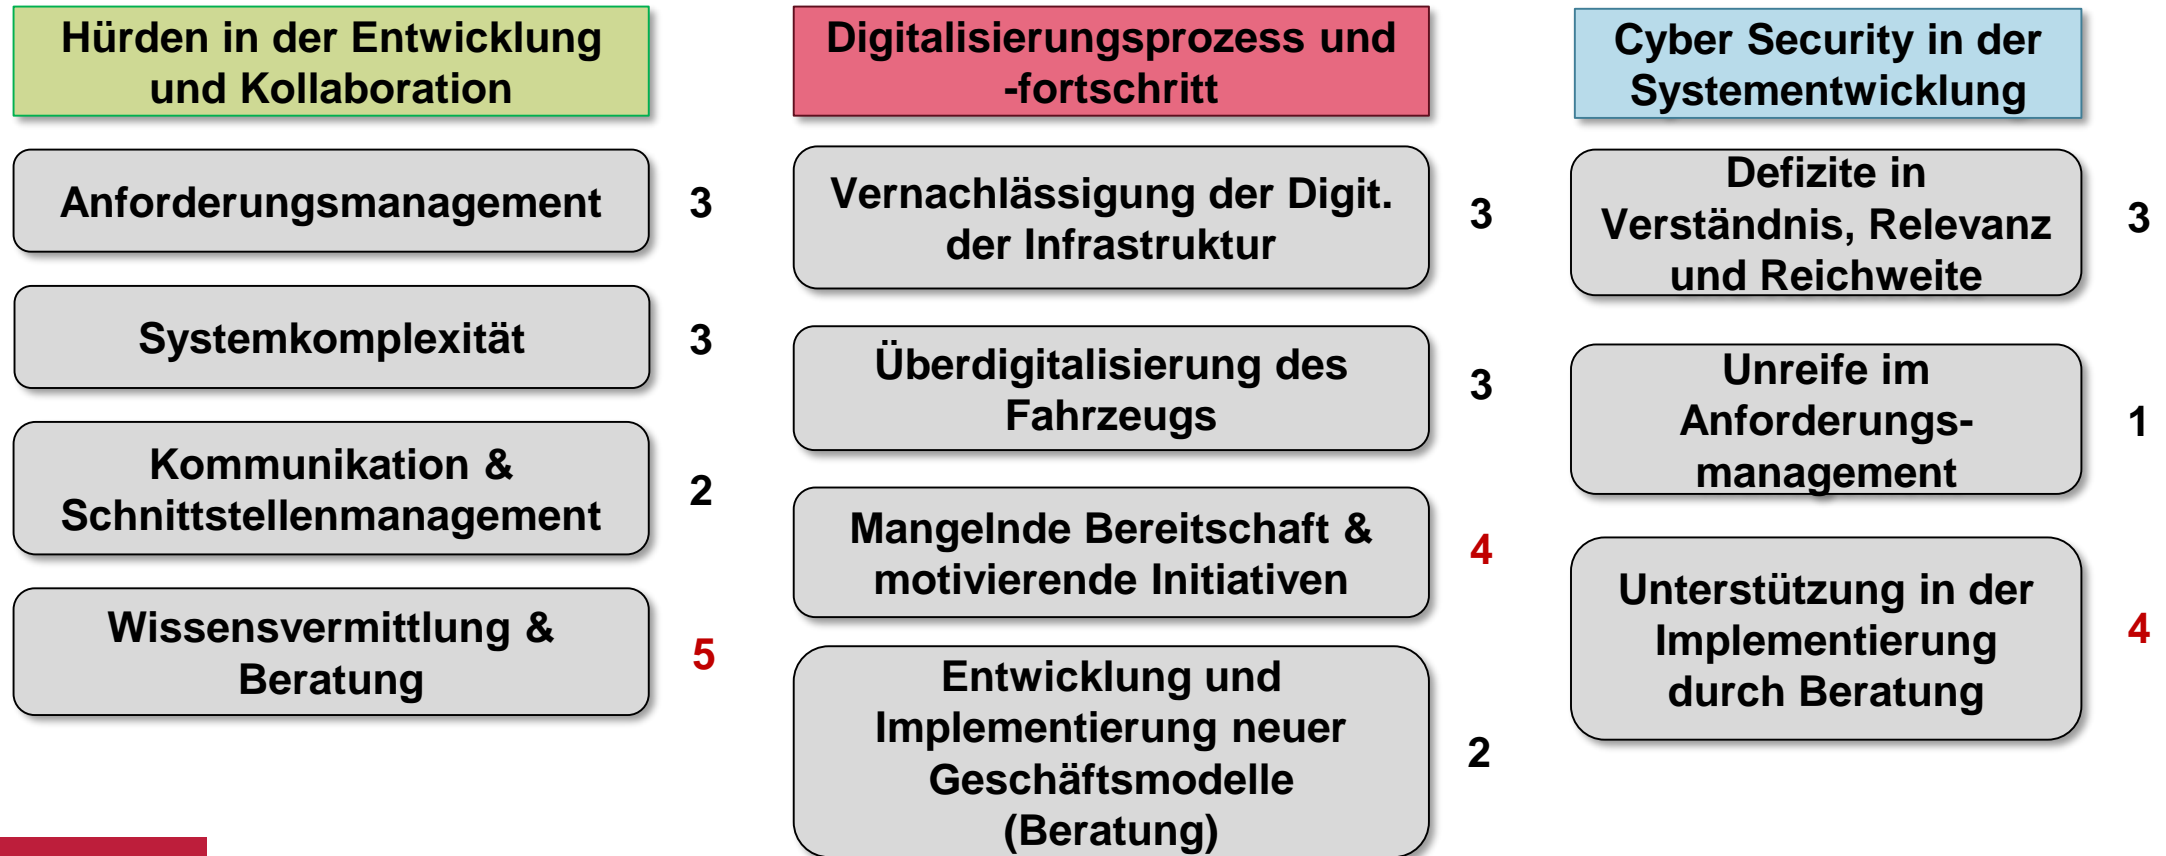 Hürden in der Entwicklung
und Kollaboration
Anforderungsmanagement
3
Systemkomplexität
3
Kommunikation &
Schnittstellenmanagement
2
Wissensvermittlung &
Beratung
5
Digitalisierungsprozess und
-fortschritt
Vernachlässigung der Digit.
der Infrastruktur
3
Überdigitalisierung des
Fahrzeugs
3
Mangelnde Bereitschaft &
motivierende Initiativen
4
Entwicklung und
Implementierung neuer
Geschäftsmodelle
(Beratung)
2
Cyber Security in der
Systementwicklung
Defizite in
Verständnis, Relevanz
und Reichweite
3
Unreife im
Anforderungs-
management
1
Unterstützung in der
Implementierung
durch Beratung
4